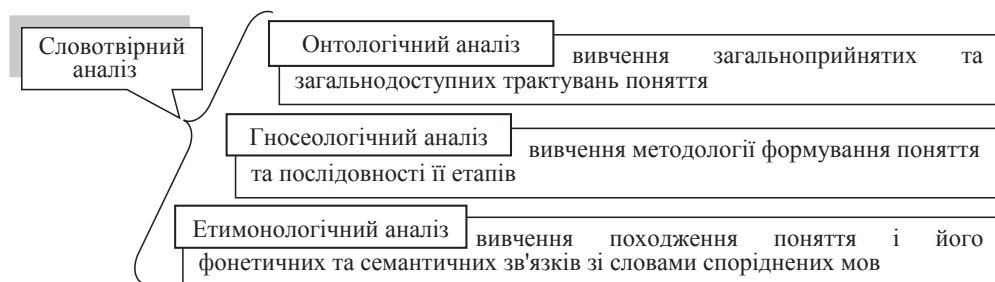 Словотвірний
аналіз
Онтологічний аналіз
вивчення загальноприйнятих та
загальнодоступних трактувань поняття
Гносеологічний аналіз
вивчення методології формування поняття
та послідовності її етапів
Етимонологічний аналіз
вивчення походження поняття і його
фонетичних та семантичних зв'язків зі словами споріднених мов